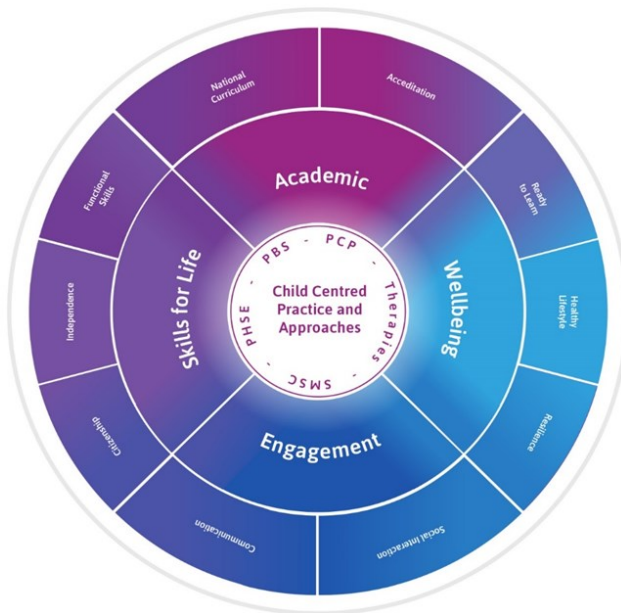 National
Curriculum
Accreditation
Ready
to Learn
Healthy
Lifestyle
Resilience
Social Interaction
Communication
Citizenship
Independence
Functional Skills
Academic
Wellbeing
Engagement
Skills for Life
PBS - PCP - Therapies - SMSC - PHSE -
Child Centred
Practice and
Approaches